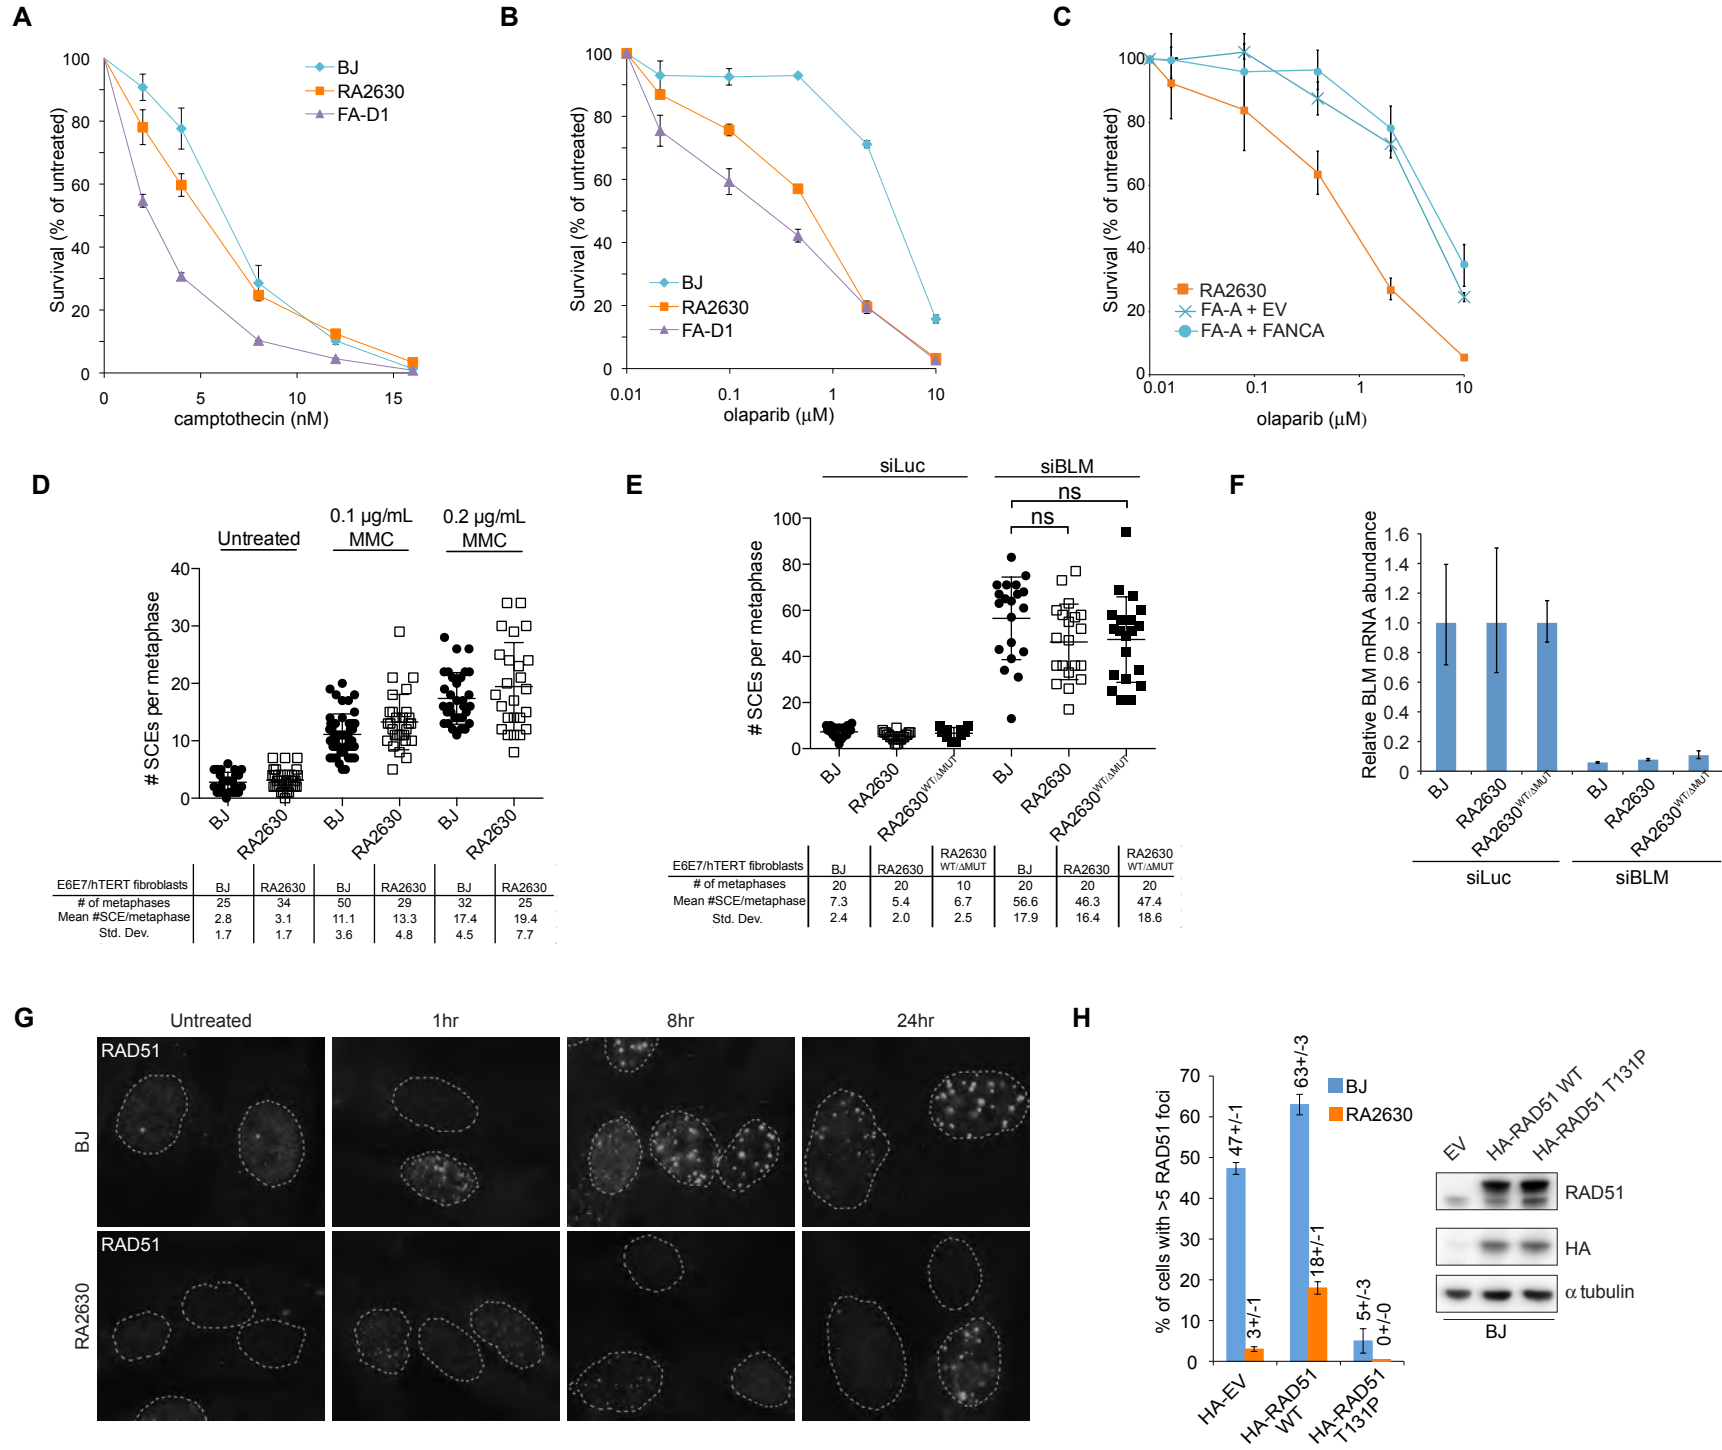 A
100
80
60
40
20
0
Survival (% of untreated)
BJ
RA2630
FA-D1
0 5 10 15
camptothecin (nM)
B
100
80
60
40
20
0
Survival (% of untreated)
BJ
RA2630
FA-D1
0.01 0.1 1 10
olaparib (μM)
C
100
80
60
40
20
0
Survival (% of untreated)
RA2630
FA-A + EV
FA-A + FANCA
0.01 0.1 1 10
olaparib (μM)
D
Untreated
0.1 μg/mL
MMC
0.2 μg/mL
MMC
40
30
20
10
0
# SCEs per metaphase
BJ RA2630 BJ RA2630 BJ RA2630
E6E7/hTERT fibroblasts BJ RA2630 BJ RA2630 BJ RA2630
# of metaphases 25 34 50 29 32 25
Mean #SCE/metaphase 2.8 3.1 11.1 13.3 17.4 19.4
Std. Dev. 1.7 1.7 3.6 4.8 4.5 7.7
E
siLuc siBLM
ns
ns
100
80
60
40
20
0
# SCEs per metaphase
BJ RA2630 RA2630WT/ΔMUT BJ RA2630 RA2630WT/ΔMUT
E6E7/hTERT fibroblasts BJ RA2630 RA2630 WT/ΔMUT BJ RA2630 RA2630 WT/ΔMUT
# of metaphases 20 20 10 20 20 20
Mean #SCE/metaphase 7.3 5.4 6.7 56.6 46.3 47.4
Std. Dev. 2.4 2.0 2.5 17.9 16.4 18.6
F
1.6
1.4
1.2
1.0
0.8
0.6
0.4
0.2
0
Relative BLM mRNA abundance
BJ RA2630 RA2630WT/ΔMUT BJ RA2630 RA2630WT/ΔMUT
siLuc siBLM
G
Untreated 1hr 8hr 24hr
RAD51
BJ
RAD51
RA2630
H
70
60
50
40
30
20
10
0
% of cells with >5 RAD51 foci
BJ
RA2630
47+/-1
3+/-1
63+/-3
18+/-1
5+/-3
0+/-0
HA-EV
HA-RAD51
WT
HA-RAD51
T131P
EV
HA-RAD51 WT
HA-RAD51 T131P
RAD51
HA
α tubulin
BJ